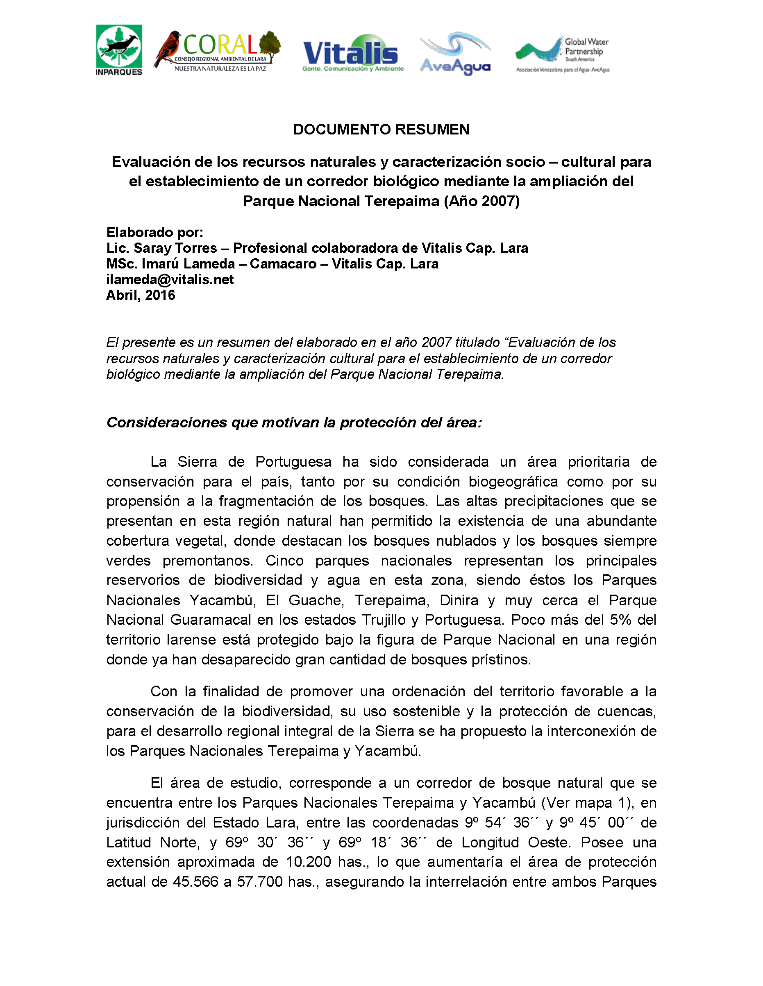 INPARQUES
CORAL
CONSEJO REGIONAL AMBIENTAL DE LARA
NUESTRA NATURALEZA ES LA PAZ
Vitalis
Gente, Comunicación y Ambiente
AveAgua
Global Water
Partnership
South America
Asociación Venezolana para el Agua - AveAgua
DOCUMENTO RESUMEN
Evaluación de los recursos naturales y caracterización socio – cultural para
el establecimiento de un corredor biológico mediante la ampliación del
Parque Nacional Terepaima (Año 2007)
Elaborado por:
Lic. Saray Torres – Profesional colaboradora de Vitalis Cap. Lara
MSc. Imarú Lameda – Camacaro – Vitalis Cap. Lara
ilameda@vitalis.net
Abril, 2016
El presente es un resumen del elaborado en el año 2007 titulado “Evaluación de los
recursos naturales y caracterización cultural para el establecimiento de un corredor
biológico mediante la ampliación del Parque Nacional Terepaima.
Consideraciones que motivan la protección del área:
La Sierra de Portuguesa ha sido considerada un área prioritaria de
conservación para el país, tanto por su condición biogeográfica como por su
propensión a la fragmentación de los bosques. Las altas precipitaciones que se
presentan en esta región natural han permitido la existencia de una abundante
cobertura vegetal, donde destacan los bosques nublados y los bosques siempre
verdes premontanos. Cinco parques nacionales representan los principales
reservorios de biodiversidad y agua en esta zona, siendo éstos los Parques
Nacionales Yacambú, El Guache, Terepaima, Dinira y muy cerca el Parque
Nacional Guaramacal en los estados Trujillo y Portuguesa. Poco más del 5% del
territorio larense está protegido bajo la figura de Parque Nacional en una región
donde ya han desaparecido gran cantidad de bosques prístinos.
Con la finalidad de promover una ordenación del territorio favorable a la
conservación de la biodiversidad, su uso sostenible y la protección de cuencas,
para el desarrollo regional integral de la Sierra se ha propuesto la interconexión de
los Parques Nacionales Terepaima y Yacambú.
El área de estudio, corresponde a un corredor de bosque natural que se
encuentra entre los Parques Nacionales Terepaima y Yacambú (Ver mapa 1), en
jurisdicción del Estado Lara, entre las coordenadas 9º 54´ 36´´ y 9º 45´ 00´´ de
Latitud Norte, y 69º 30´ 36´´ y 69º 18´ 36´´ de Longitud Oeste. Posee una
extensión aproximada de 10.200 has., lo que aumentaría el área de protección
actual de 45.566 a 57.700 has., asegurando la interrelación entre ambos Parques